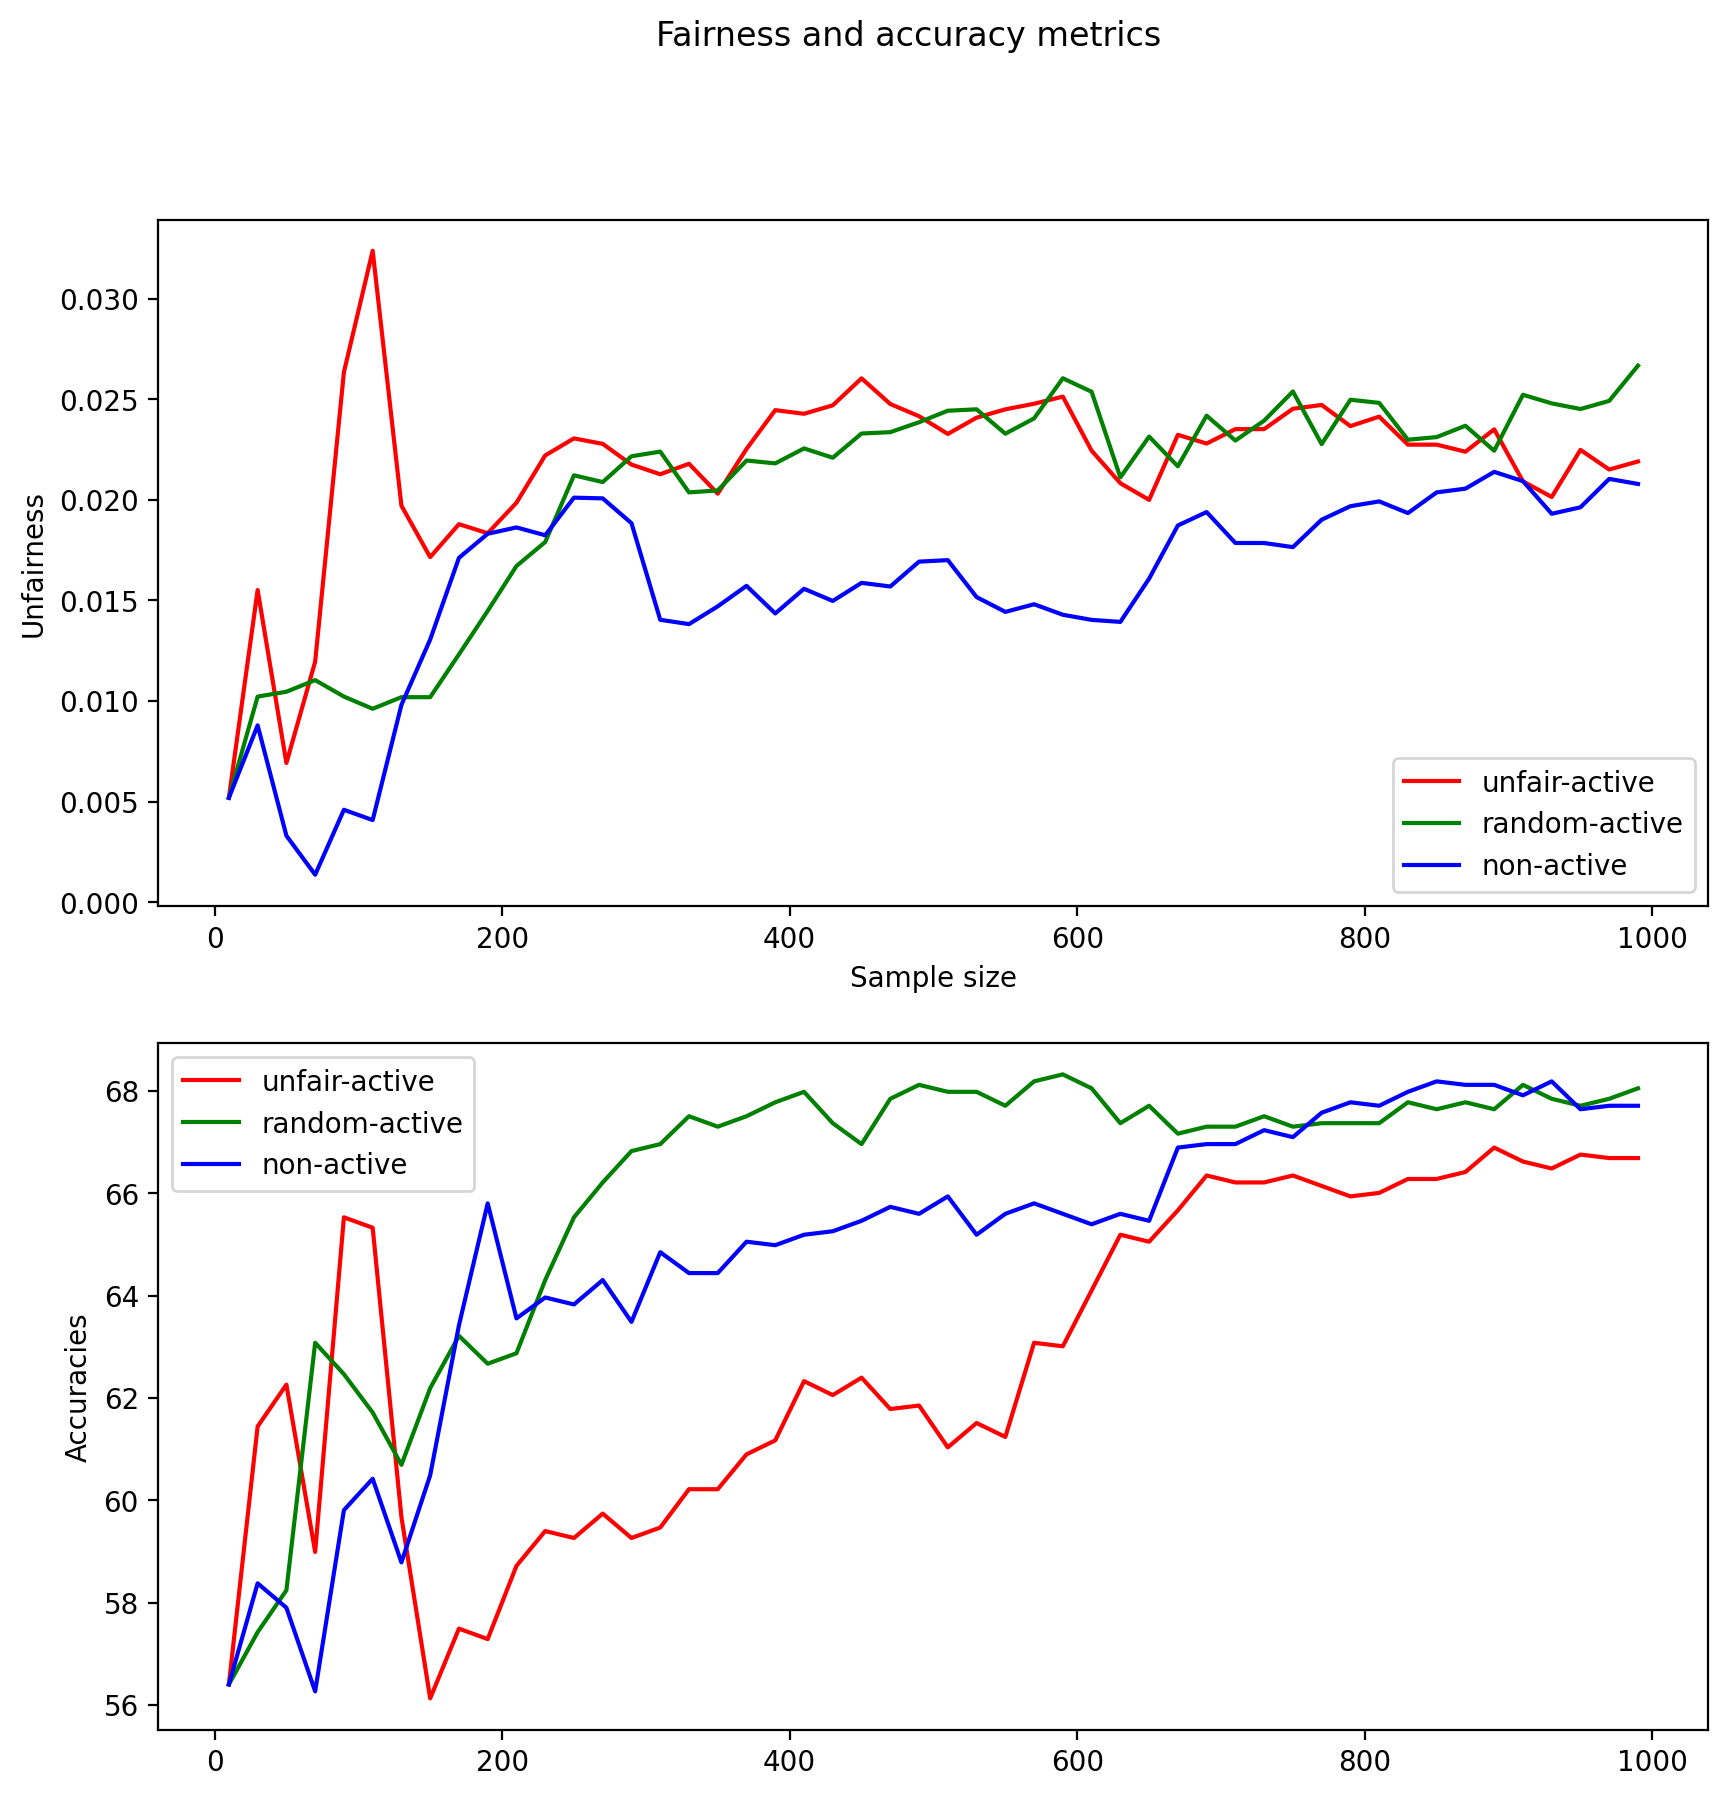 Fairness and accuracy metrics
Unfairness
0.030
0.025
0.020
0.015
0.010
0.005
0.000
unfair-active
random-active
non-active
0 200 400 600 800 1000
Sample size
Accuracies
68
66
64
62
60
58
56
unfair-active
random-active
non-active
0 200 400 600 800 1000